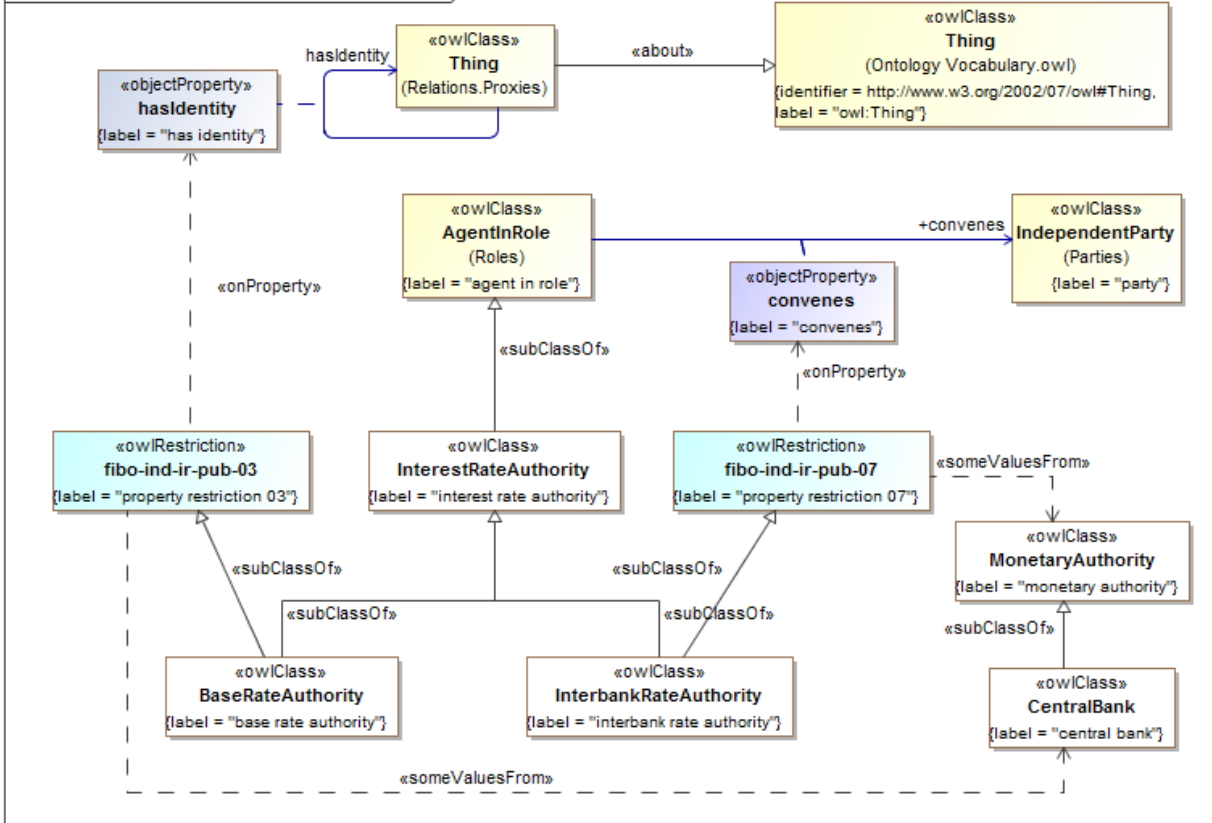 «owlClass»
Thing
(Relations.Proxies)
hasIdentity
«about»
«owlClass»
Thing
(Ontology Vocabulary.owl)
{identifier = http://www.w3.org/2002/07/owl#Thing,
label = "owl:Thing"}
«objectProperty»
hasIdentity
{label = "has identity"}
«owlClass»
AgentInRole
(Roles)
{label = "agent in role"}
+convenes
«owlClass»
IndependentParty
(Parties)
{label = "party"}
«objectProperty»
convenes
{label = "convenes"}
«onProperty»
«subClassOf»
«onProperty»
«owlRestriction»
fibo-ind-ir-pub-03
{label = "property restriction 03"}
«owlClass»
InterestRateAuthority
{label = "interest rate authority"}
«owlRestriction»
fibo-ind-ir-pub-07
{label = "property restriction 07"}
«someValuesFrom»
«owlClass»
MonetaryAuthority
{label = "monetary authority"}
«subClassOf»
«subClassOf»
«subClassOf»
«subClassOf»
«subClassOf»
«owlClass»
BaseRateAuthority
{label = "base rate authority"}
«owlClass»
InterbankRateAuthority
{label = "interbank rate authority"}
«owlClass»
CentralBank
{label = "central bank"}
«someValuesFrom»